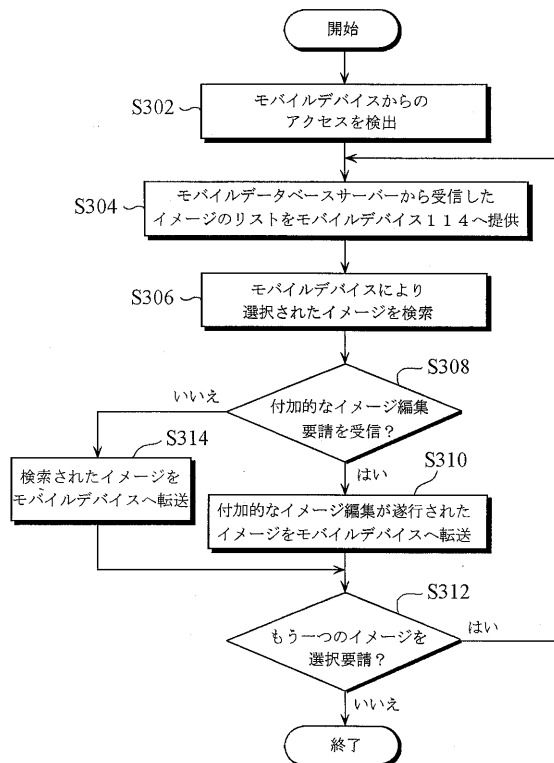 開始
S302
モバイルデバイスからの
アクセスを検出
S304
モバイルデータベースサーバーから受信した
イメージのリストをモバイルデバイス114へ提供
S306
モバイルデバイスにより
選択されたイメージを検索
S308
付加的なイメージ編集
要請を受信?
いいえ
はい
S314
検索されたイメージを
モバイルデバイスへ転送
S310
付加的なイメージ編集が遂行された
イメージをモバイルデバイスへ転送
S312
もう一つのイメージを
選択要請?
はい
いいえ
終了